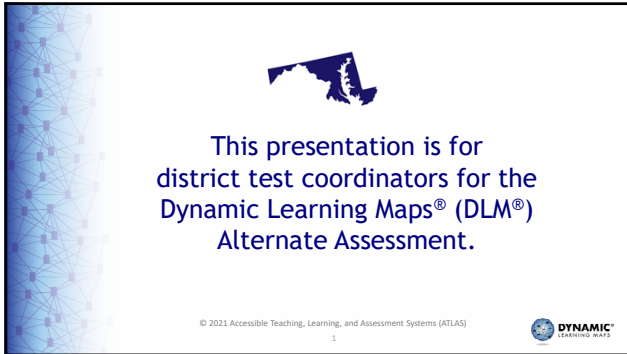 This presentation is for
district test coordinators for the
Dynamic Learning Maps® (DLM®)
Alternate Assessment.
© 2021 Accessible Teaching, Learning, and Assessment Systems (ATLAS)
1
DYNAMIC®
LEARNING MAPS